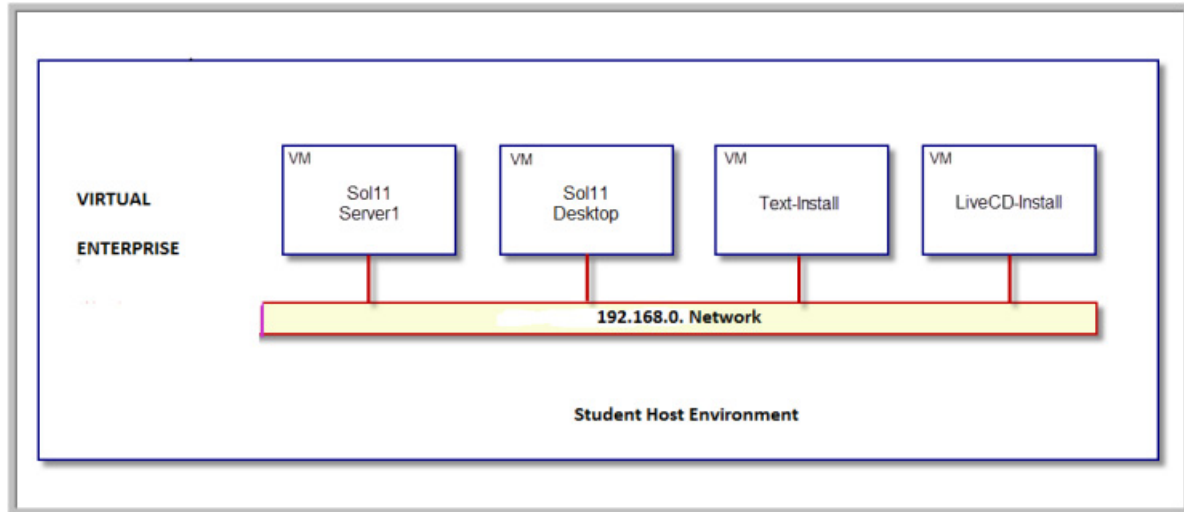 VM
Sol11
Server1
VM
Sol11
Desktop
VM
Text-Install
VM
LiveCD-Install
VIRTUAL
ENTERPRISE
192.168.0. Network
Student Host Environment